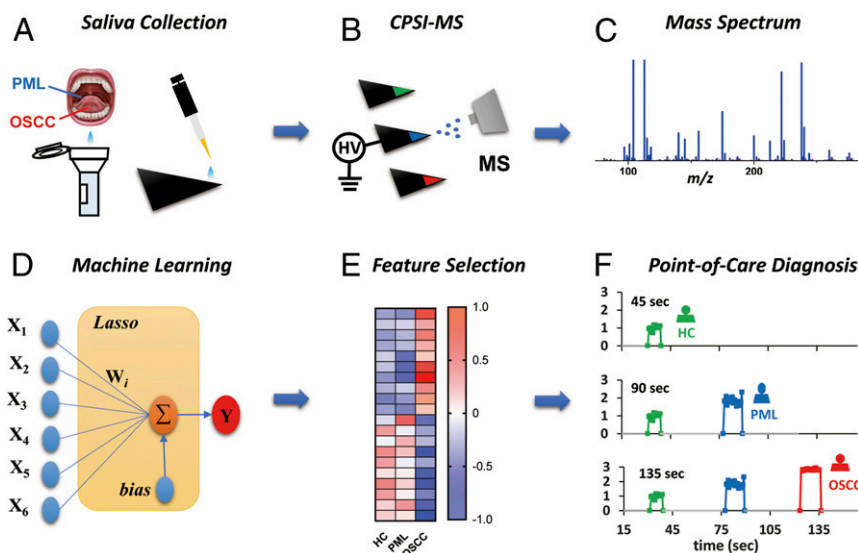 A Saliva Collection
PML
OSCC
B CPSI-MS
HV
MS
C Mass Spectrum
100
200
m/z
D Machine Learning
Lasso
X1
X2
X3
X4
X5
X6
Wi
Σ
Y
bias
E Feature Selection
1.0
0.5
0
-0.5
-1.0
HC PML OSCC
F Point-of-Care Diagnosis
3
2
1
0
45 sec
HC
3
2
1
0
90 sec
PML
3
2
1
0
135 sec
OSCC
15 45 75 105 135
time (sec)